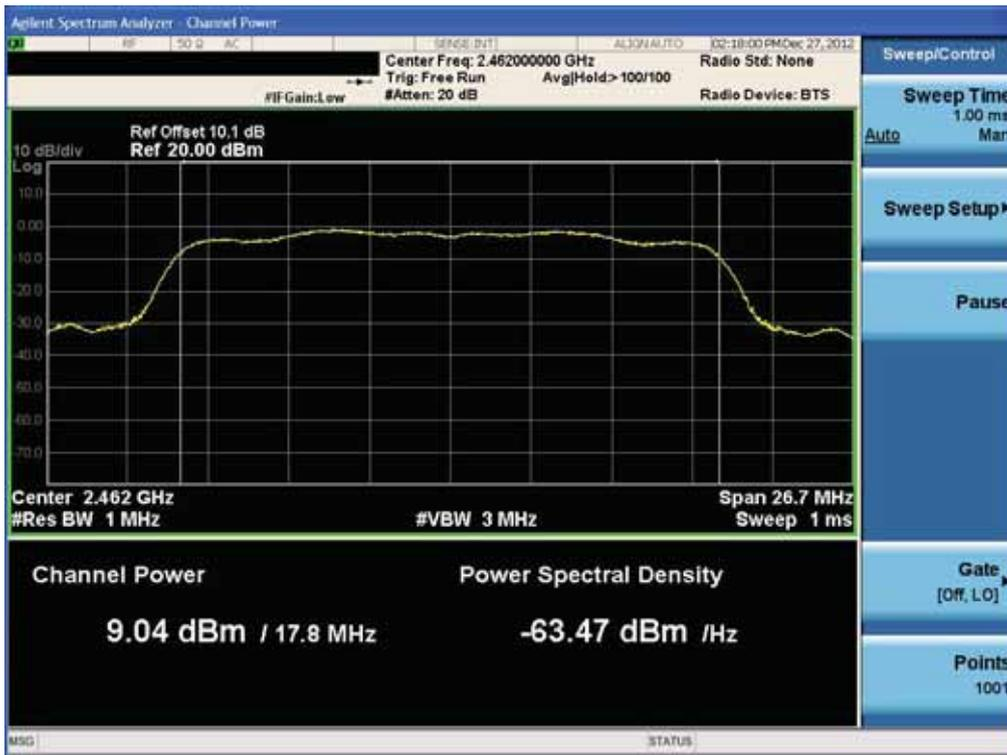 Agilent Spectrum Analyzer - Channel Power
RF 50 Ω AC SENSE:INT ALIGNAUTO 02:18:00 PM Dec 27, 2012
Center Freq: 2.462000000 GHz Radio Std: None
Trig: Free Run Avg|Hold:> 100/100
#IFGain:Low #Atten: 20 dB Radio Device: BTS
Ref Offset 10.1 dB
10 dB/div Ref 20.00 dBm
Log
10.0
0.00
-10.0
-20.0
-30.0
-40.0
-50.0
-60.0
-70.0
Center 2.462 GHz Span 26.7 MHz
#Res BW 1 MHz #VBW 3 MHz Sweep 1 ms
Channel Power Power Spectral Density
9.04 dBm / 17.8 MHz -63.47 dBm /Hz
MSG STATUS
Sweep/Control
Sweep Time
1.00 ms
Auto Man
Sweep Setup
Pause
Gate
[Off, LO]
Points
1001